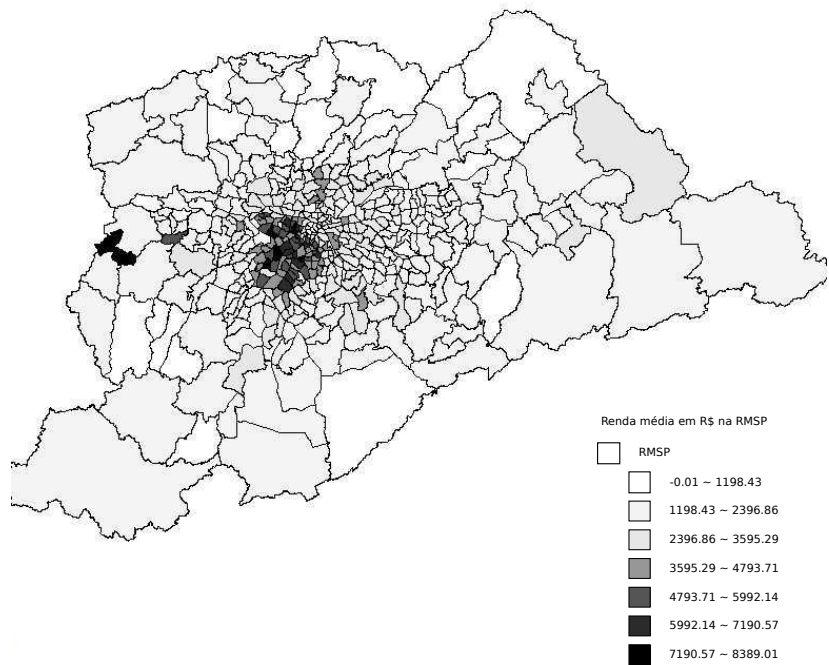 Renda média em R$ na RMSP
RMSP
-0.01 ~ 1198.43
1198.43 ~ 2396.86
2396.86 ~ 3595.29
3595.29 ~ 4793.71
4793.71 ~ 5992.14
5992.14 ~ 7190.57
7190.57 ~ 8389.01